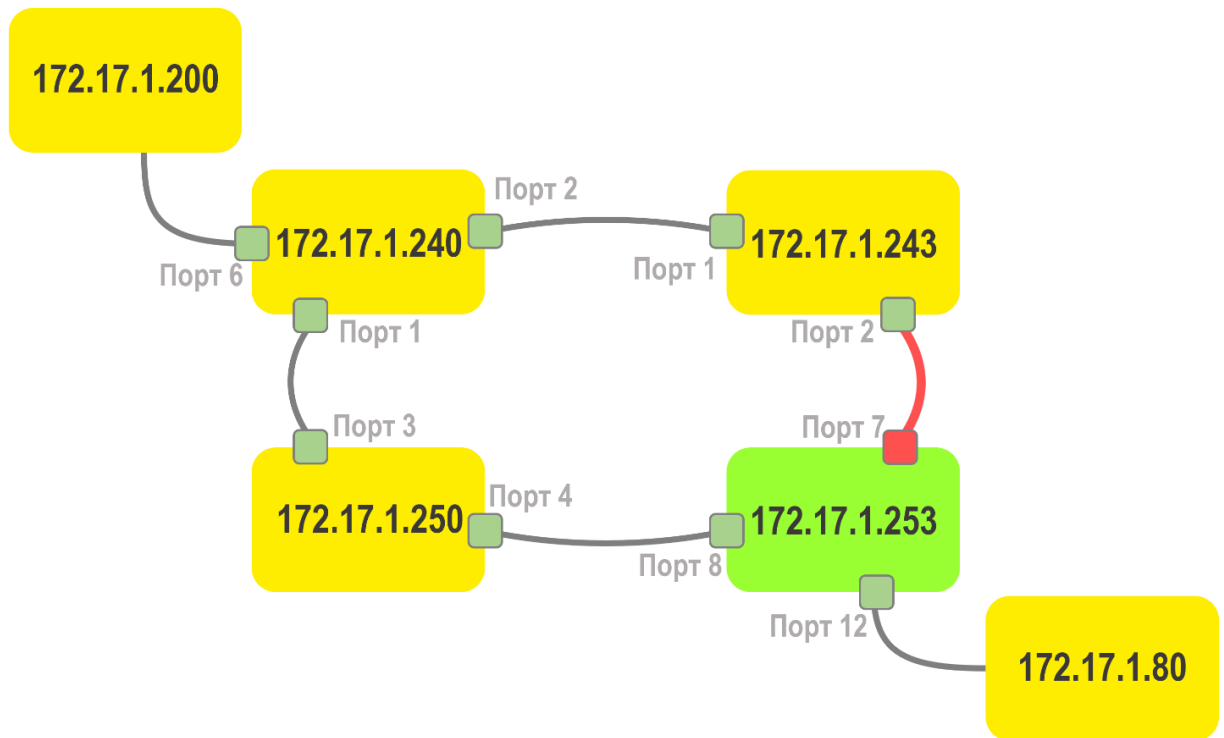 172.17.1.200
Порт 2
172.17.1.240
172.17.1.243
Порт 6
Порт 1
Порт 1
Порт 2
Порт 3
Порт 7
Порт 4
172.17.1.250
172.17.1.253
Порт 8
Порт 12
172.17.1.80